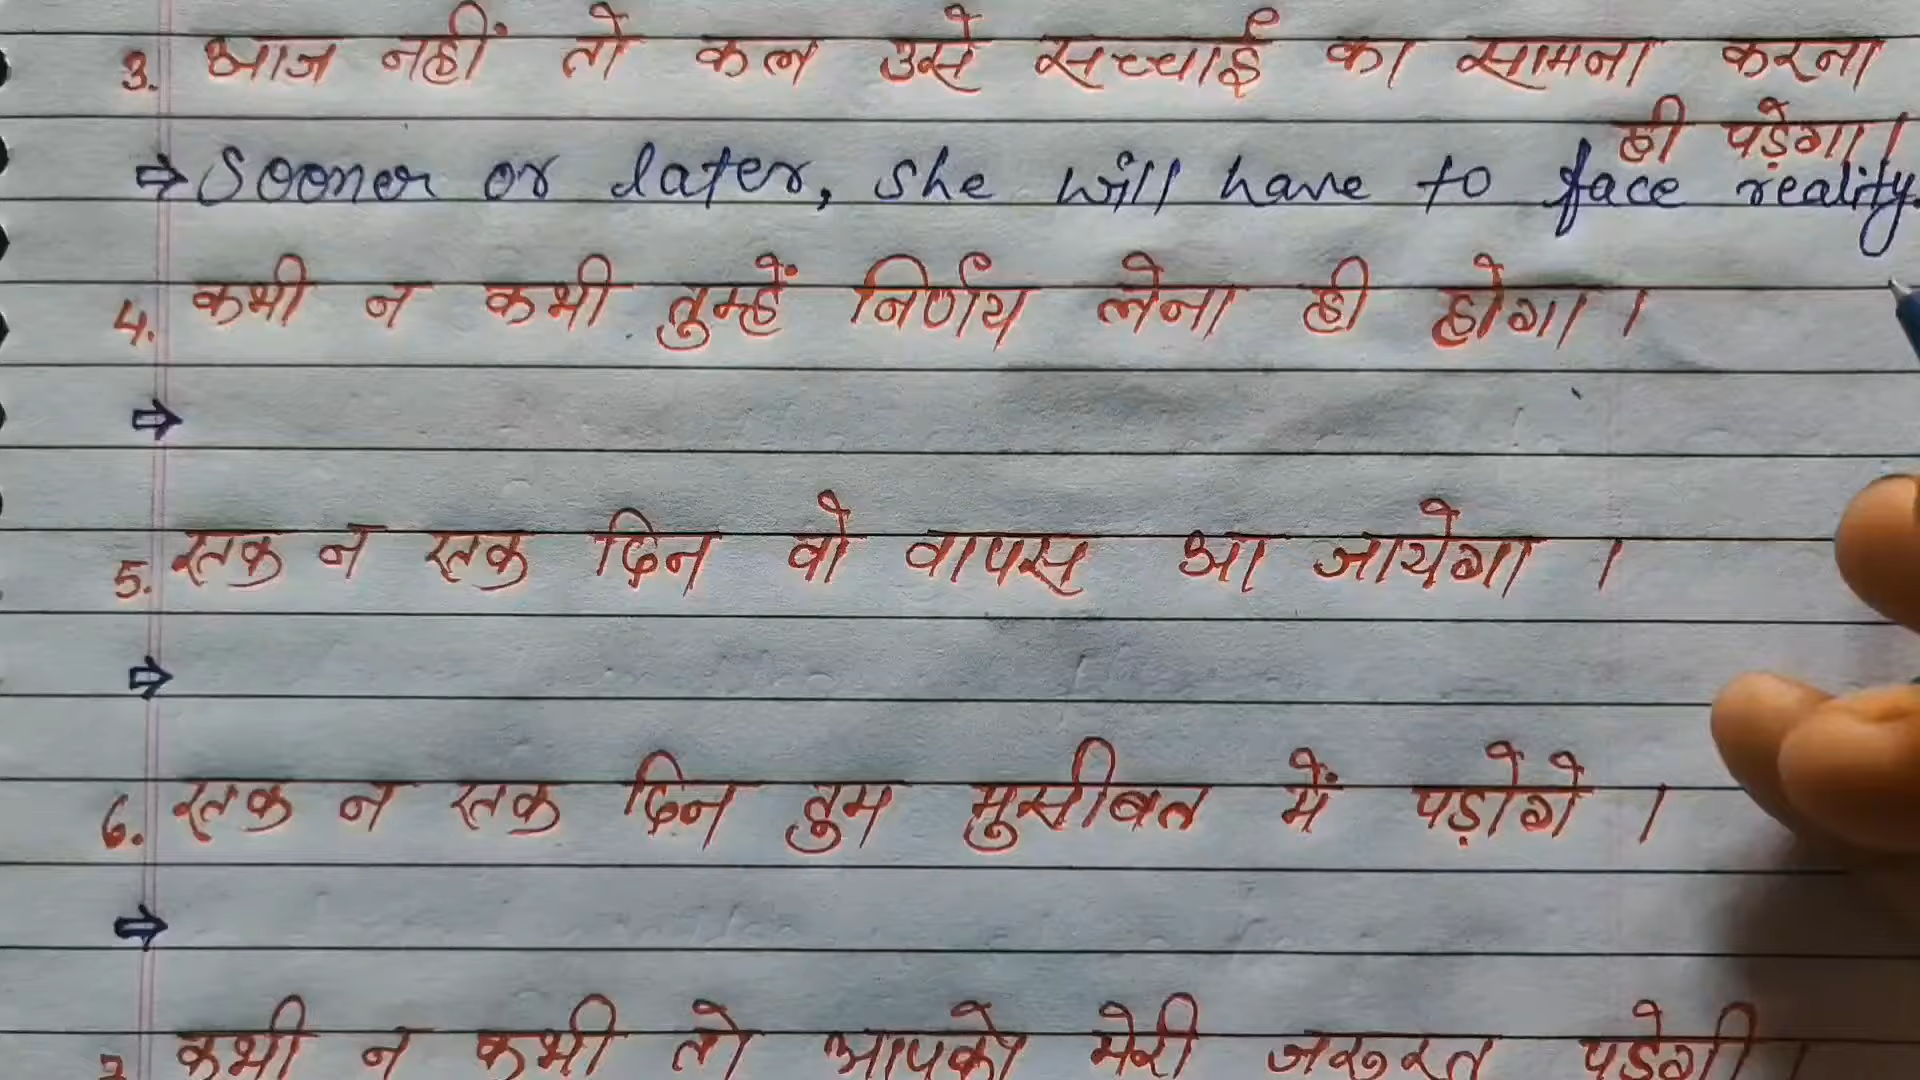 3. आज नहीं तो कल उसे सच्चाई का सामना करना
ही पड़ेगा।
⇒ Sooner or later, she will have to face reality.
4. कभी न कभी तुम्हें निर्णय लेना ही होगा।
⇒
5. एक न एक दिन वो वापस आ जायेगा।
⇒
6. एक न एक दिन तुम मुसीबत में पड़ोगे।
⇒
7. कभी न कभी तो आपको मेरी जरुरत पडेगी।